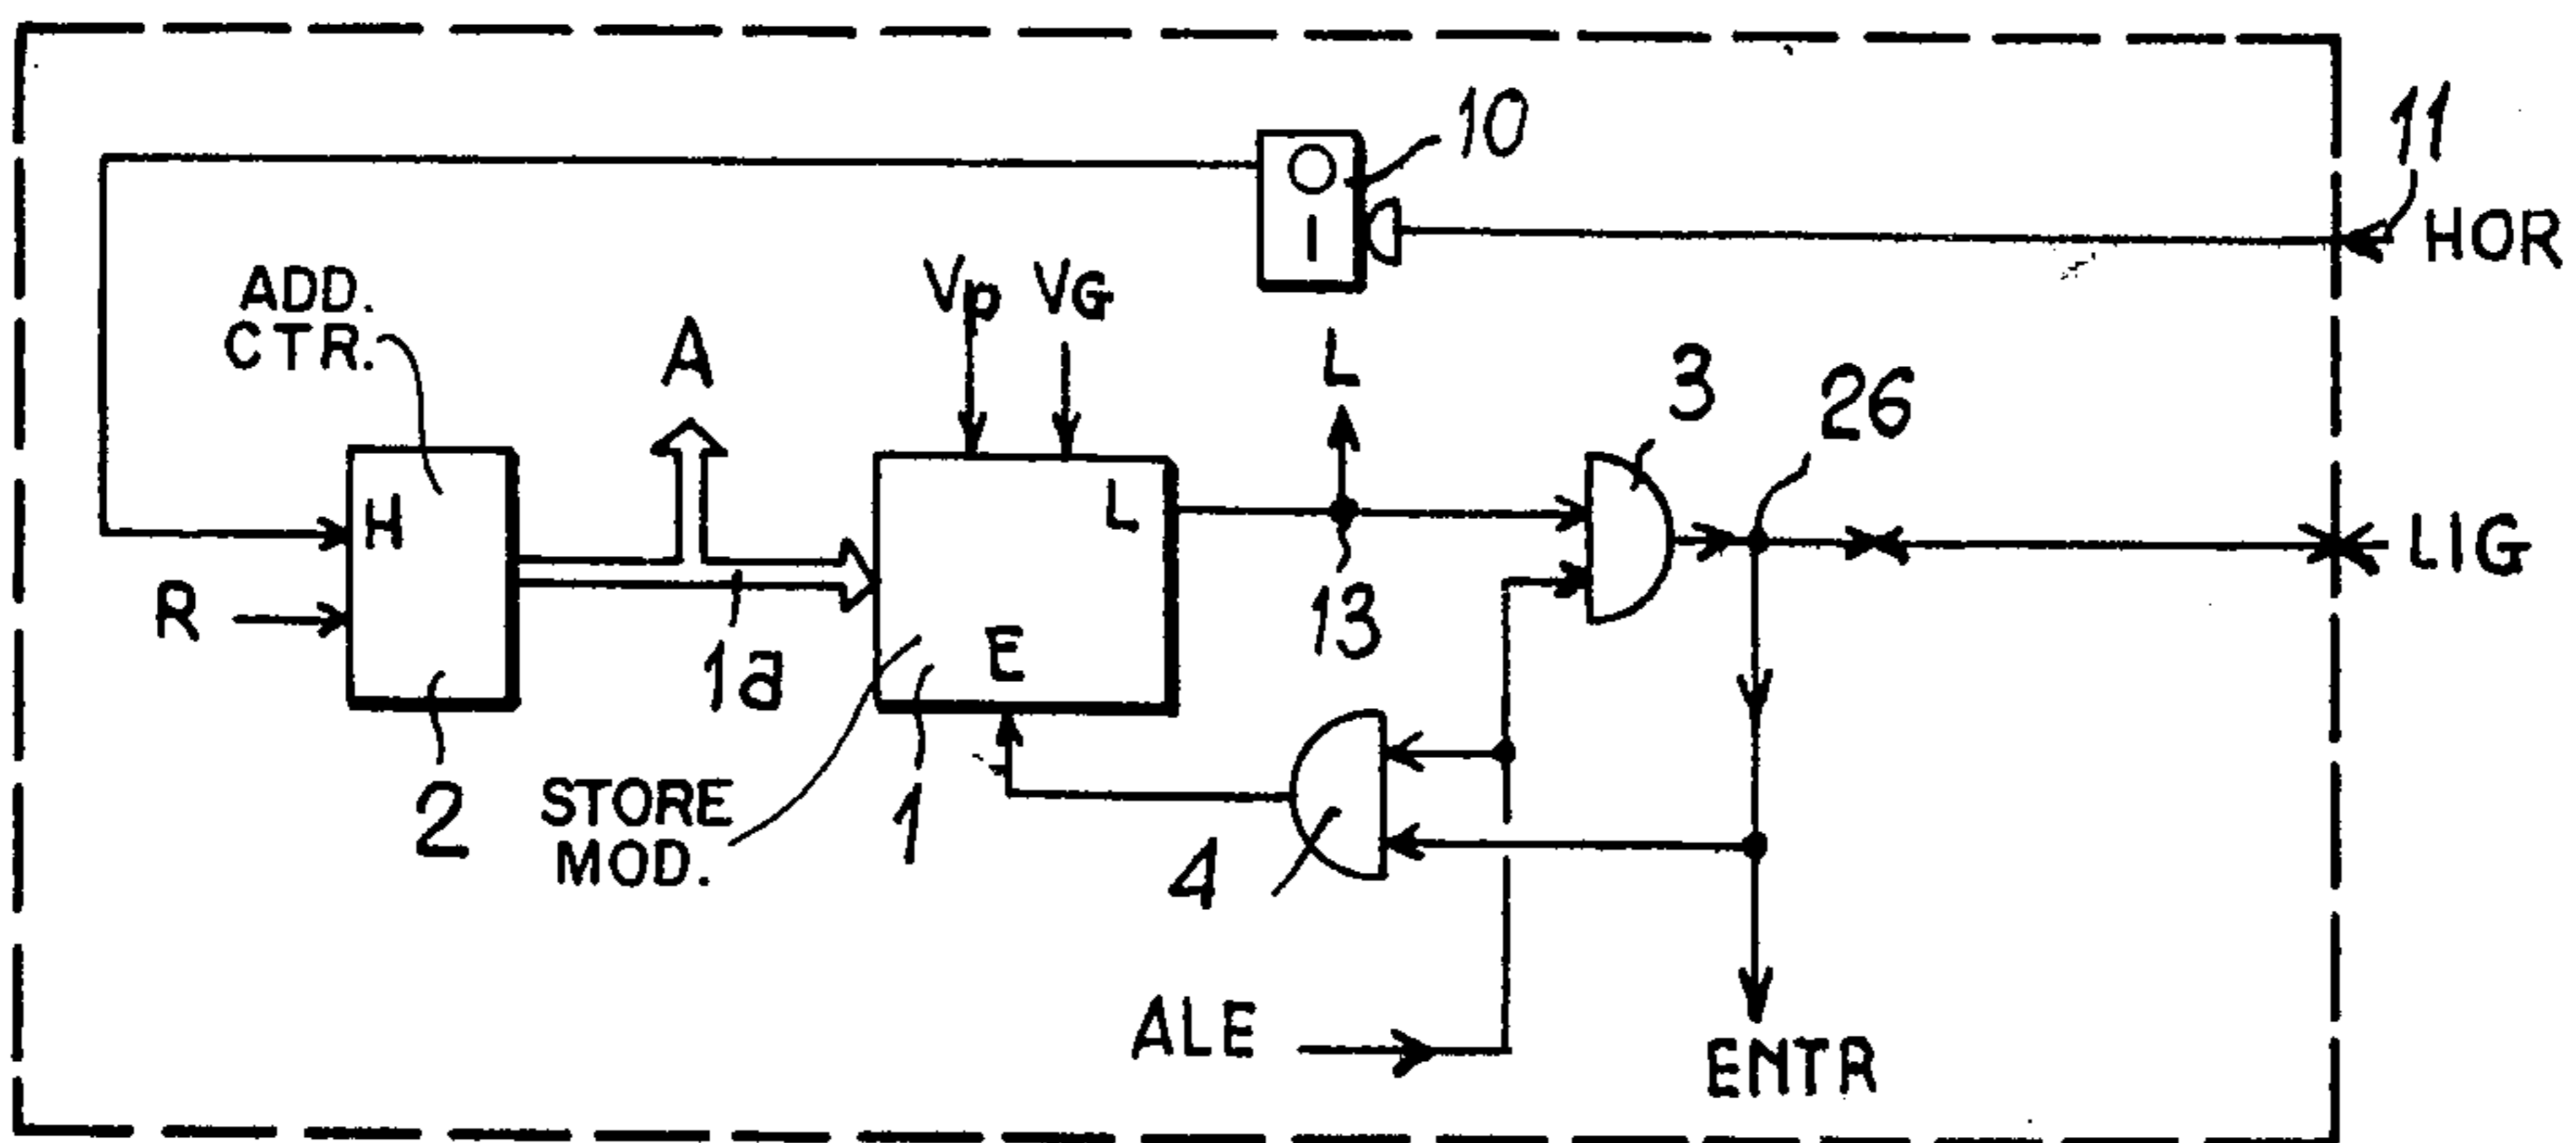 10
11
HOR
O
I
ADD.
CTR.
A
Vp
VG
L
3
26
H
L
LIG
R
1a
E
13
2
STORE
MOD.
1
4
ALE
ENTR